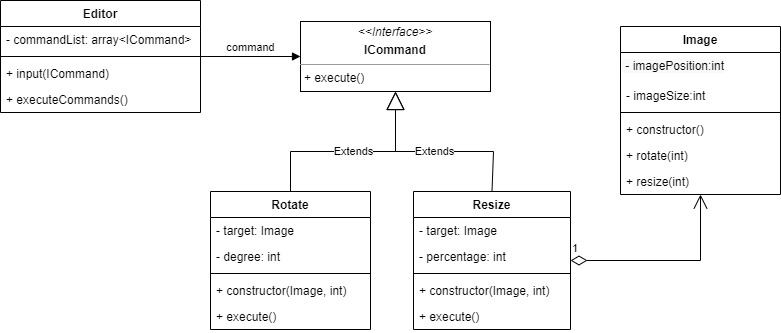 Editor
- commandList: array<ICommand>
+ input(ICommand)
+ executeCommands()
command
<<Interface>>
ICommand
+ execute()
Image
- imagePosition:int
- imageSize:int
+ constructor()
+ rotate(int)
+ resize(int)
Extends
Extends
Rotate
- target: Image
- degree: int
+ constructor(Image, int)
+ execute()
Resize
- target: Image
- percentage: int
+ constructor(Image, int)
+ execute()
1